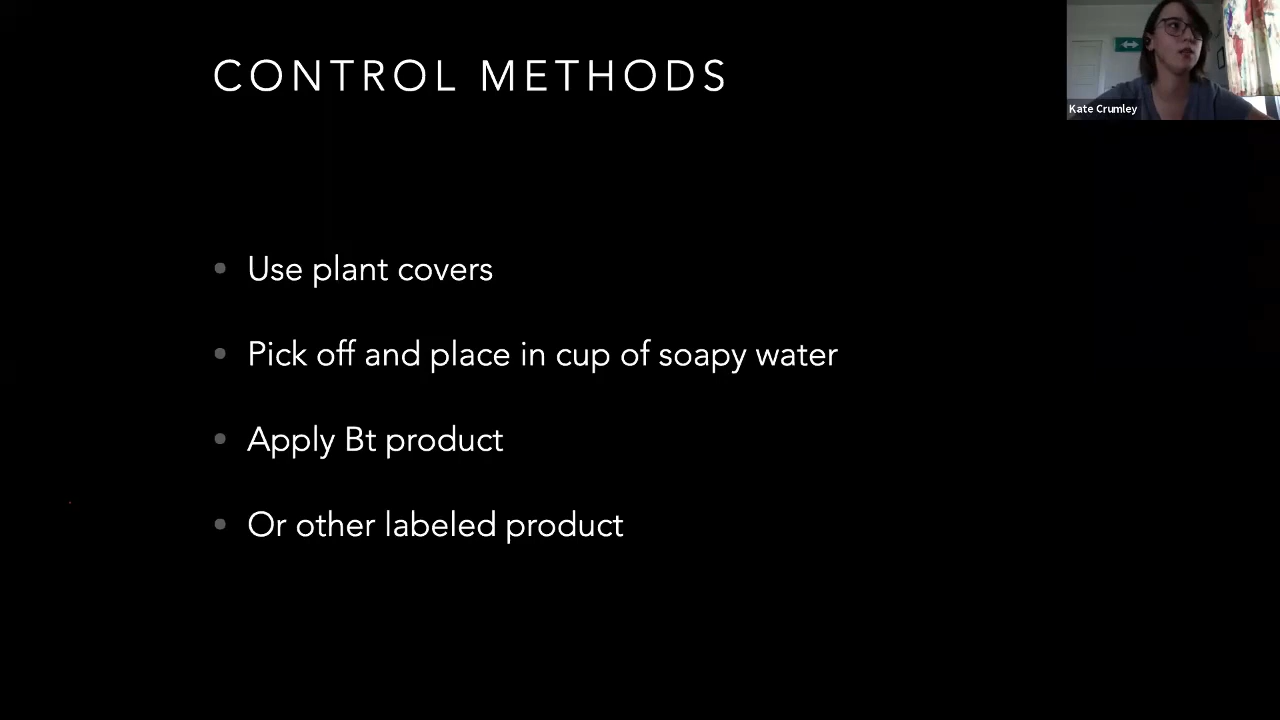 CONTROL METHODS
Kate Crumley
Use plant covers
Pick off and place in cup of soapy water
Apply Bt product
Or other labeled product